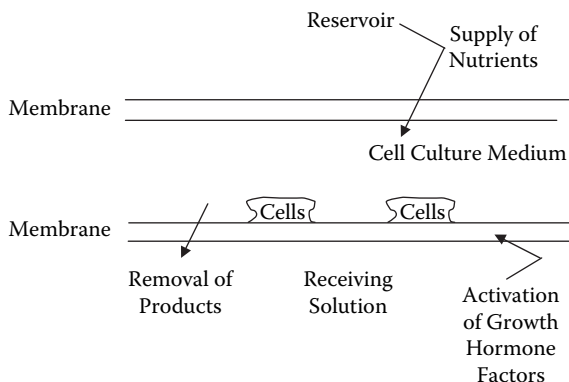 Reservoir
Supply of
Nutrients
Membrane
Cell Culture Medium
Cells
Cells
Membrane
Removal of
Products
Receiving
Solution
Activation
of Growth
Hormone
Factors